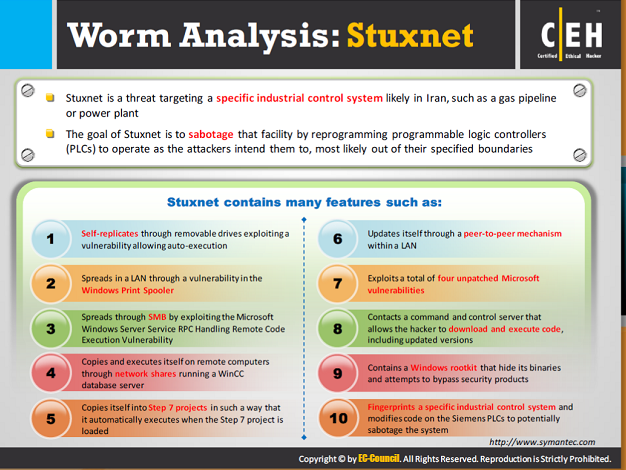 Worm Analysis: Stuxnet
C|EH
Certified Ethical Hacker
Stuxnet is a threat targeting a specific industrial control system likely in Iran, such as a gas pipeline
or power plant
The goal of Stuxnet is to sabotage that facility by reprogramming programmable logic controllers
(PLCs) to operate as the attackers intend them to, most likely out of their specified boundaries
Stuxnet contains many features such as:
1
Self-replicates through removable drives exploiting a
vulnerability allowing auto-execution
2
Spreads in a LAN through a vulnerability in the
Windows Print Spooler
3
Spreads through SMB by exploiting the Microsoft
Windows Server Service RPC Handling Remote Code
Execution Vulnerability
4
Copies and executes itself on remote computers
through network shares running a WinCC
database server
5
Copies itself into Step 7 projects in such a way that
it automatically executes when the Step 7 project is
loaded
6
Updates itself through a peer-to-peer mechanism
within a LAN
7
Exploits a total of four unpatched Microsoft
vulnerabilities
8
Contacts a command and control server that
allows the hacker to download and execute code,
including updated versions
9
Contains a Windows rootkit that hide its binaries
and attempts to bypass security products
10
Fingerprints a specific industrial control system and
modifies code on the Siemens PLCs to potentially
sabotage the system
http://www.symantec.com
Copyright © by EC-Council. All Rights Reserved. Reproduction is Strictly Prohibited.